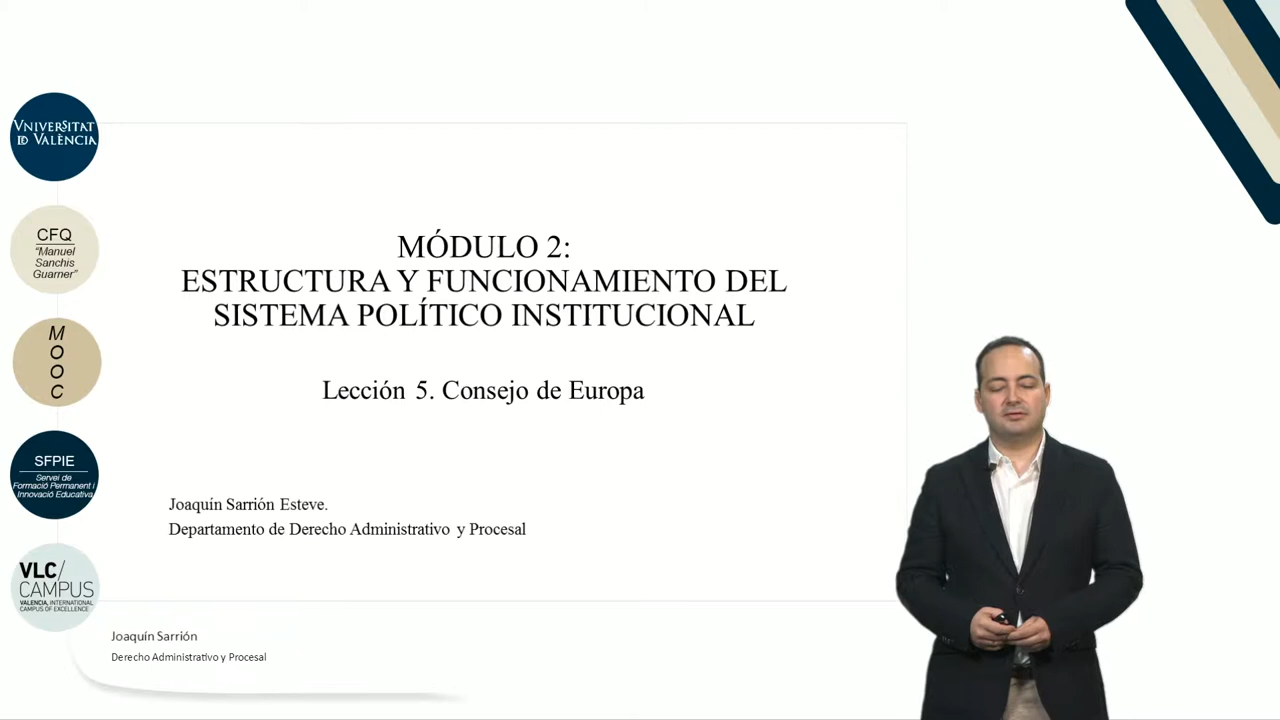 VNIVERSITAT
ID VALÈNCIA
CFQ
"Manuel
Sanchis
Guarner"
M
O
O
C
SFPIE
Servei de
Formació Permanent i
Innovació Educativa
VLC/
CAMPUS
VALENCIA, INTERNATIONAL
CAMPUS OF EXCELLENCE
MÓDULO 2:
ESTRUCTURA Y FUNCIONAMIENTO DEL
SISTEMA POLÍTICO INSTITUCIONAL
Lección 5. Consejo de Europa
Joaquín Sarrión Esteve.
Departamento de Derecho Administrativo y Procesal
Joaquín Sarrión
Derecho Administrativo y Procesal